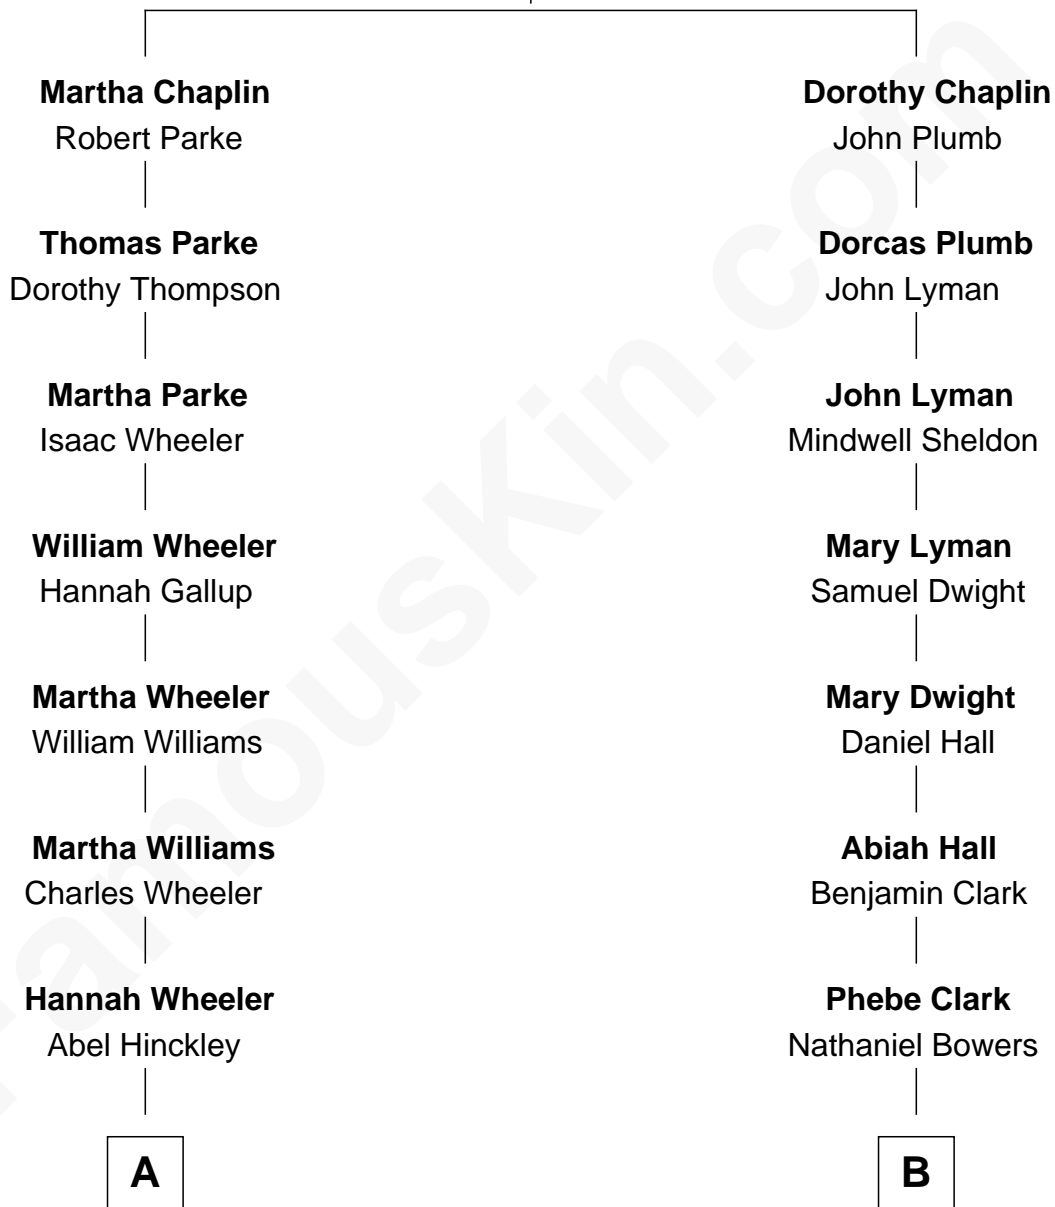 Martha Chaplin
Robert Parke
Thomas Parke
Dorothy Thompson
Martha Parke
Isaac Wheeler
William Wheeler
Hannah Gallup
Martha Wheeler
William Williams
Martha Williams
Charles Wheeler
Hannah Wheeler
Abel Hinckley
A
Dorothy Chaplin
John Plumb
Dorcas Plumb
John Lyman
John Lyman
Mindwell Sheldon
Mary Lyman
Samuel Dwight
Mary Dwight
Daniel Hall
Abiah Hall
Benjamin Clark
Phebe Clark
Nathaniel Bowers
B
FamousKin.com